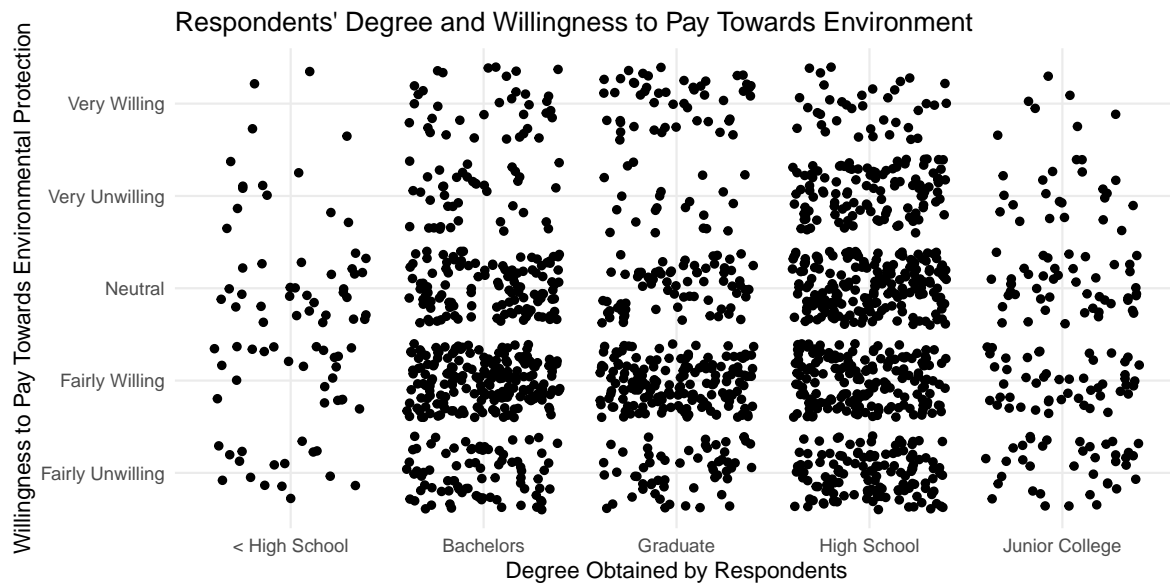 Respondents' Degree and Willingness to Pay Towards Environment
Willingness to Pay Towards Environmental Protection
Very Willing
Very Unwilling
Neutral
Fairly Willing
Fairly Unwilling
< High School
Bachelors
Graduate
High School
Junior College
Degree Obtained by Respondents